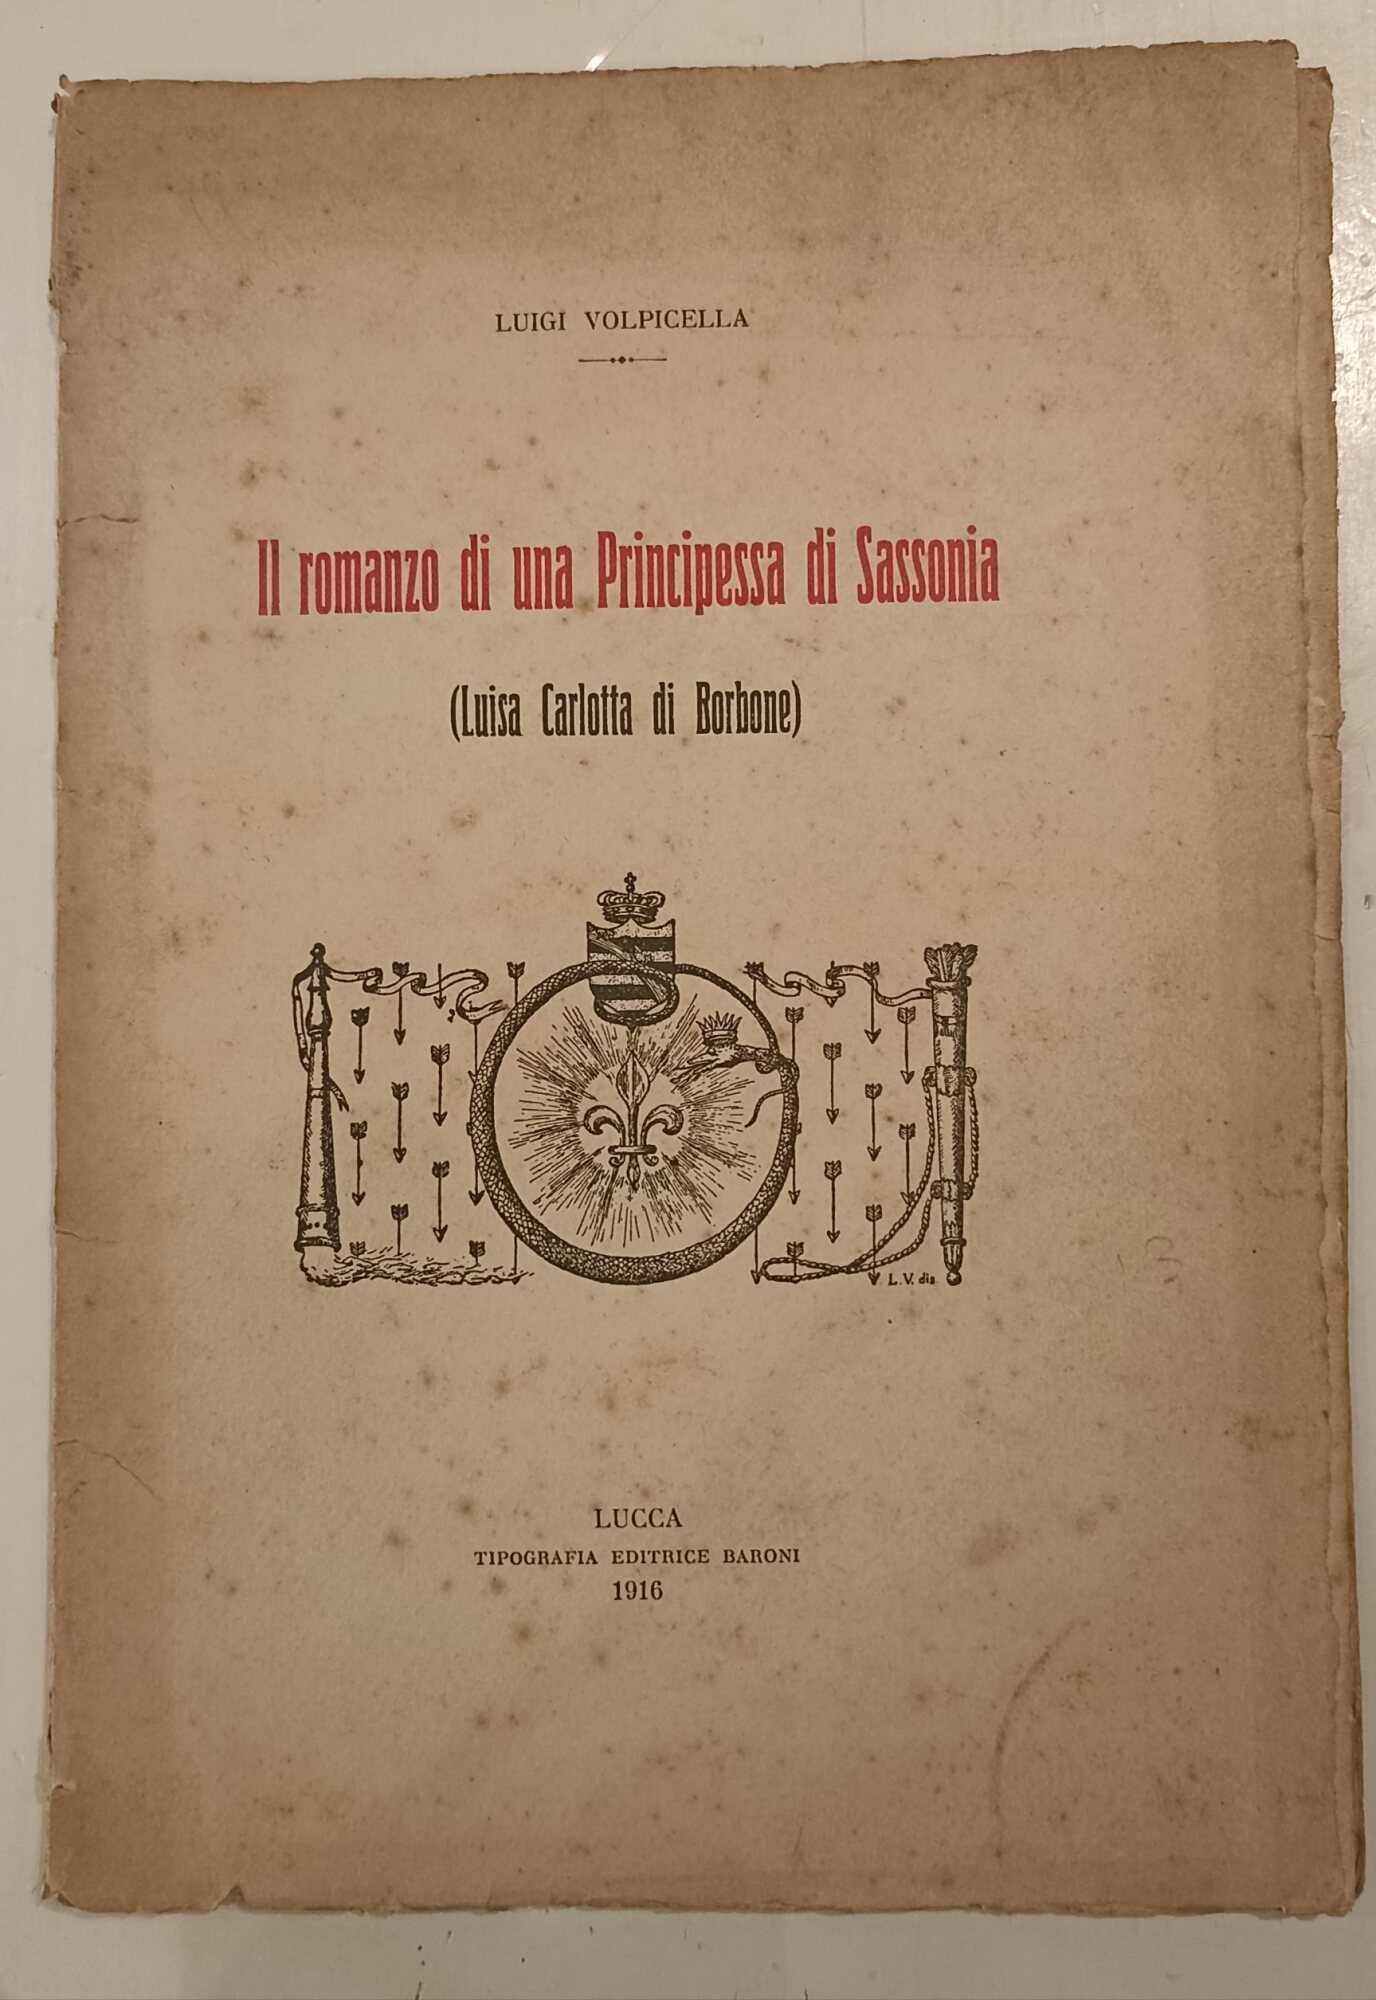 LUIGI VOLPICELLA
Il romanzo di una Principessa di Sassonia
(Luisa Carlotta di Borbone)
L.V. dis
LUCCA
TIPOGRAFIA EDITRICE BARONI
1916